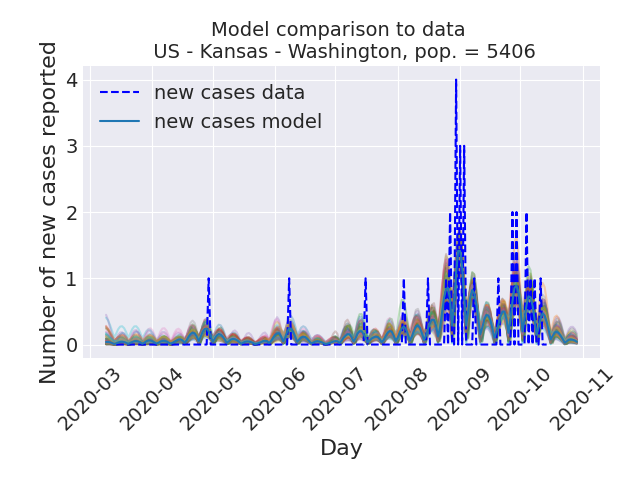 Model comparison to data
US - Kansas - Washington, pop. = 5406
Number of new cases reported
4
3
2
1
0
new cases data
new cases model
2020-03
2020-04
2020-05
2020-06
2020-07
2020-08
2020-09
2020-10
2020-11
Day